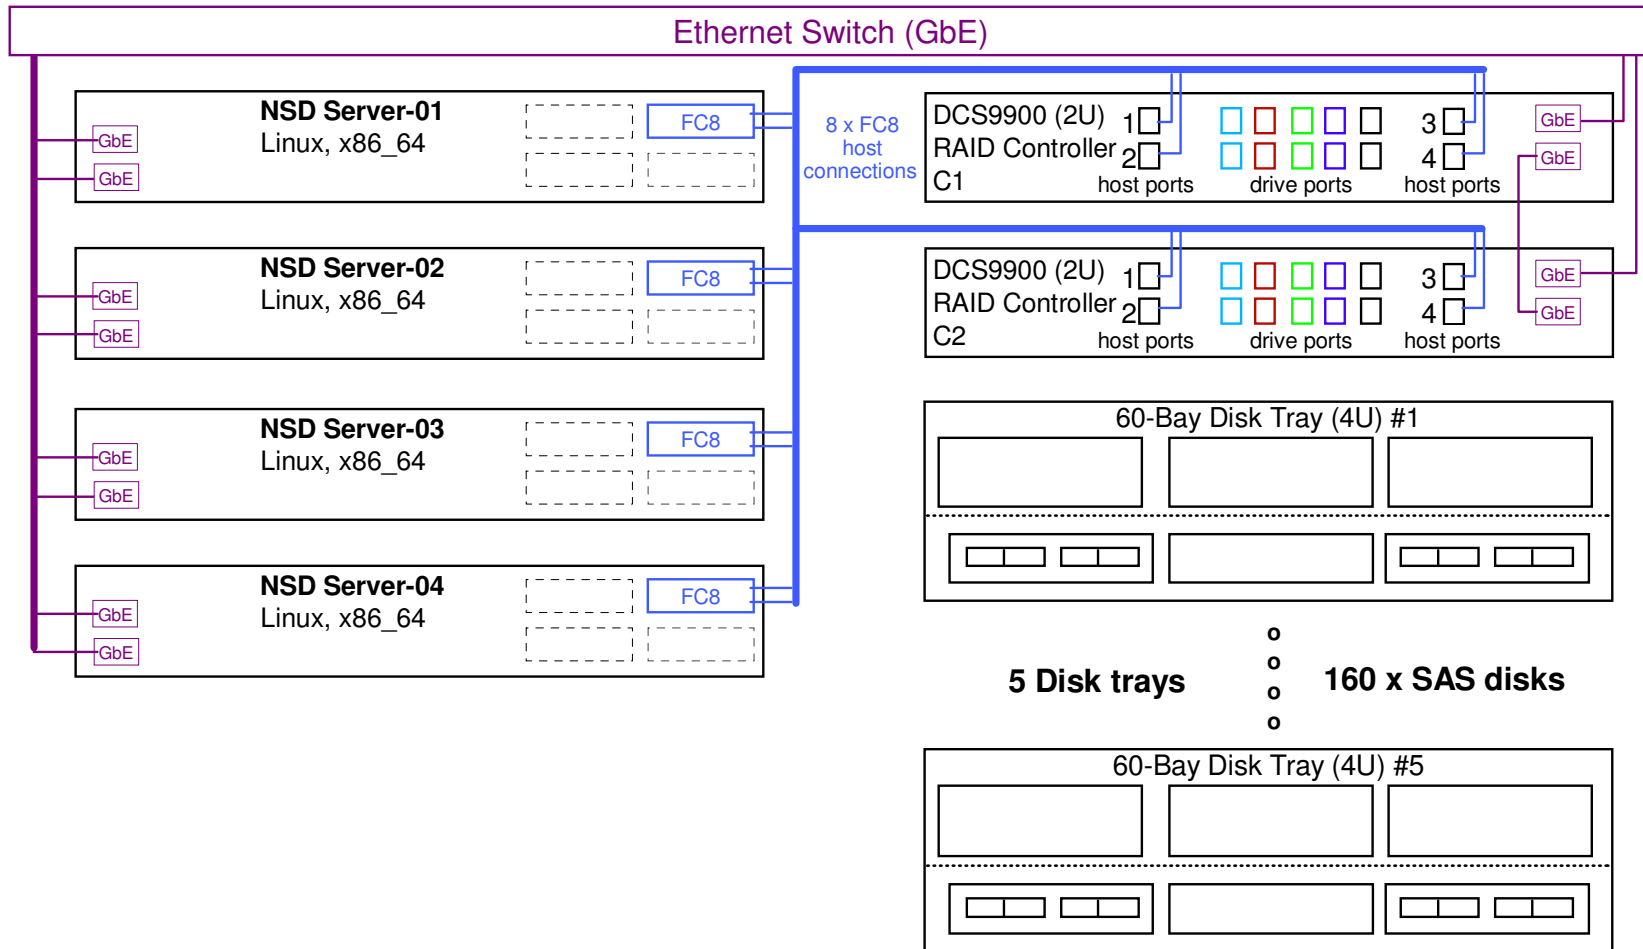 Ethernet Switch (GbE)
NSD Server-01
Linux, x86_64
GbE
GbE
FC8
NSD Server-02
Linux, x86_64
GbE
GbE
FC8
NSD Server-03
Linux, x86_64
GbE
GbE
FC8
NSD Server-04
Linux, x86_64
GbE
GbE
FC8
8 x FC8
host
connections
DCS9900 (2U)
RAID Controller
C1
1
2
host ports
drive ports
3
4
host ports
GbE
GbE
DCS9900 (2U)
RAID Controller
C2
1
2
host ports
drive ports
3
4
host ports
GbE
GbE
60-Bay Disk Tray (4U) #1
o
o
o
o
5 Disk trays
160 x SAS disks
60-Bay Disk Tray (4U) #5